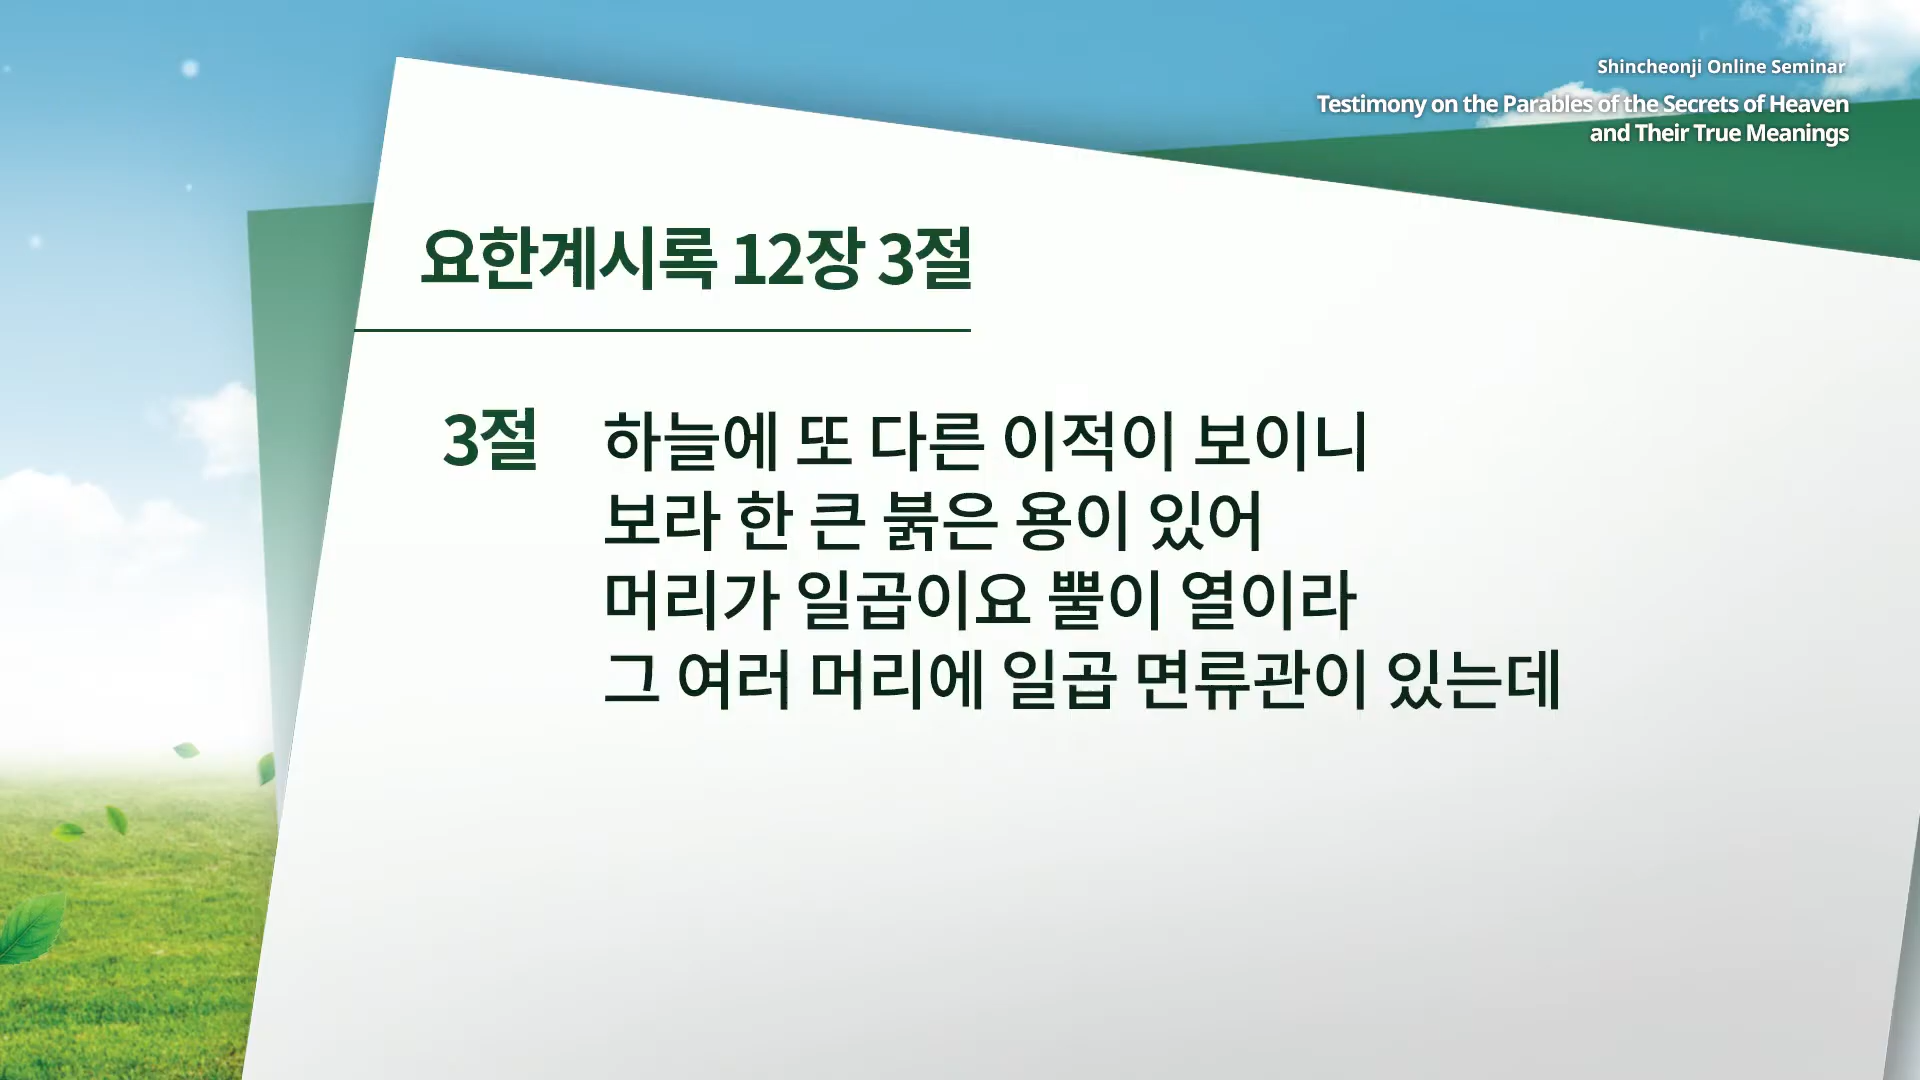 Shincheonji Online Seminar
Testimony on the Parables of the Secrets of Heaven
and Their True Meanings
요한계시록 12장 3절
3절 하늘에 또 다른 이적이 보이니
보라 한 큰 붉은 용이 있어
머리가 일곱이요 뿔이 열이라
그 여러 머리에 일곱 면류관이 있는데